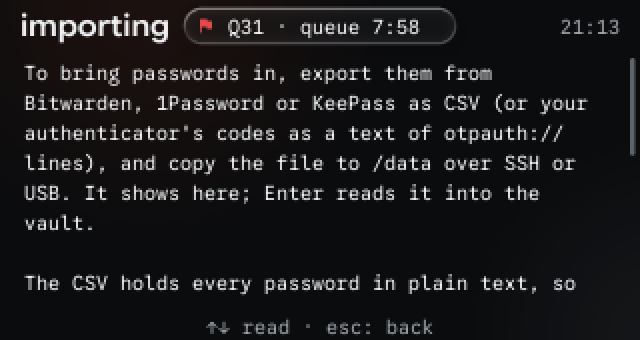 importing
Q31 · queue 7:58
21:13
To bring passwords in, export them from
Bitwarden, 1Password or KeePass as CSV (or your
authenticator's codes as a text of otpauth://
lines), and copy the file to /data over SSH or
USB. It shows here; Enter reads it into the
vault.
The CSV holds every password in plain text, so
↑↓ read · esc: back